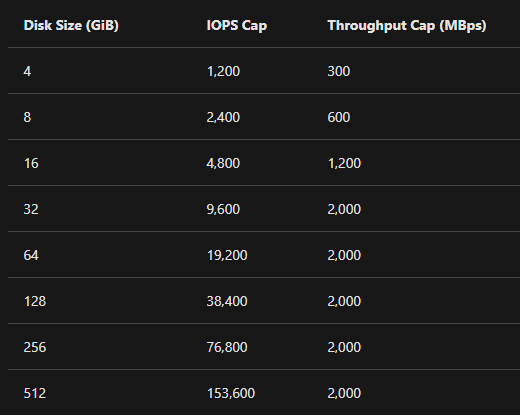 Disk Size (GiB) IOPS Cap Throughput Cap (MBps)
4 1,200 300
8 2,400 600
16 4,800 1,200
32 9,600 2,000
64 19,200 2,000
128 38,400 2,000
256 76,800 2,000
512 153,600 2,000